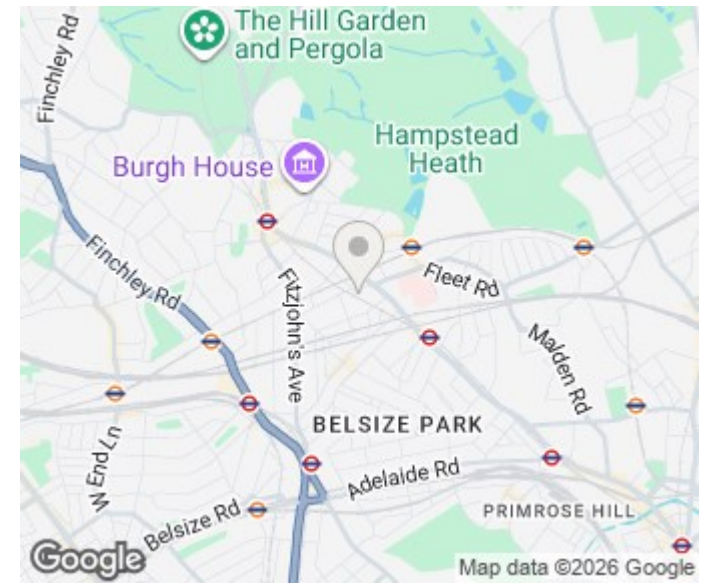 The Hill Garden
and Pergola
Finchley Rd
Hampstead
Heath
Burgh House
Finchley Rd
Fitzjohn's Ave
Fleet Rd
Malden Rd
W End Ln
BELSIZE PARK
Adelaide Rd
Belsize Rd
PRIMROSE HILL
Google
Map data ©2026 Google